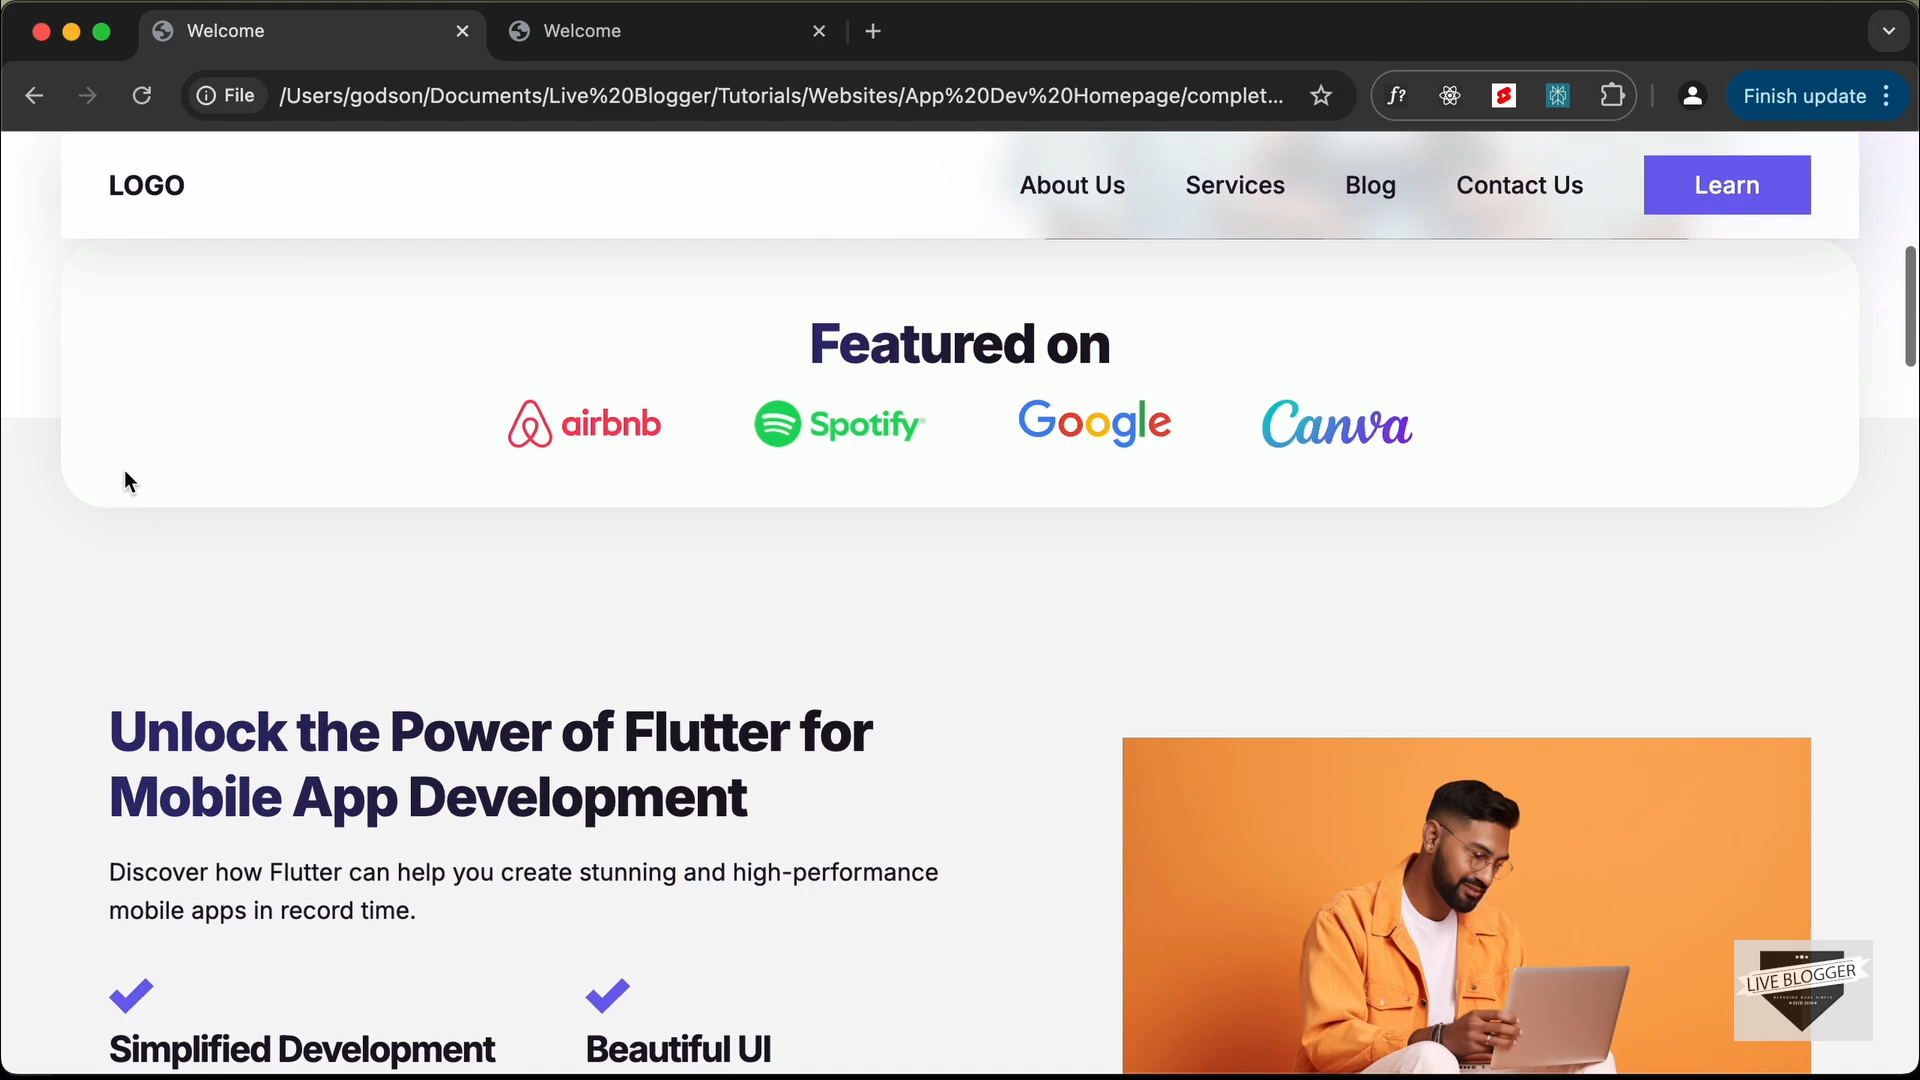 Welcome
Welcome
File
/Users/godson/Documents/Live%20Blogger/Tutorials/Websites/App%20Dev%20Homepage/complet...
f?
Finish update
LOGO
About Us
Services
Blog
Contact Us
Learn
Featured on
airbnb
Spotify
Google
Canva
Unlock the Power of Flutter for
Mobile App Development
Discover how Flutter can help you create stunning and high-performance
mobile apps in record time.
Simplified Development
Beautiful UI
LIVE BLOGGER